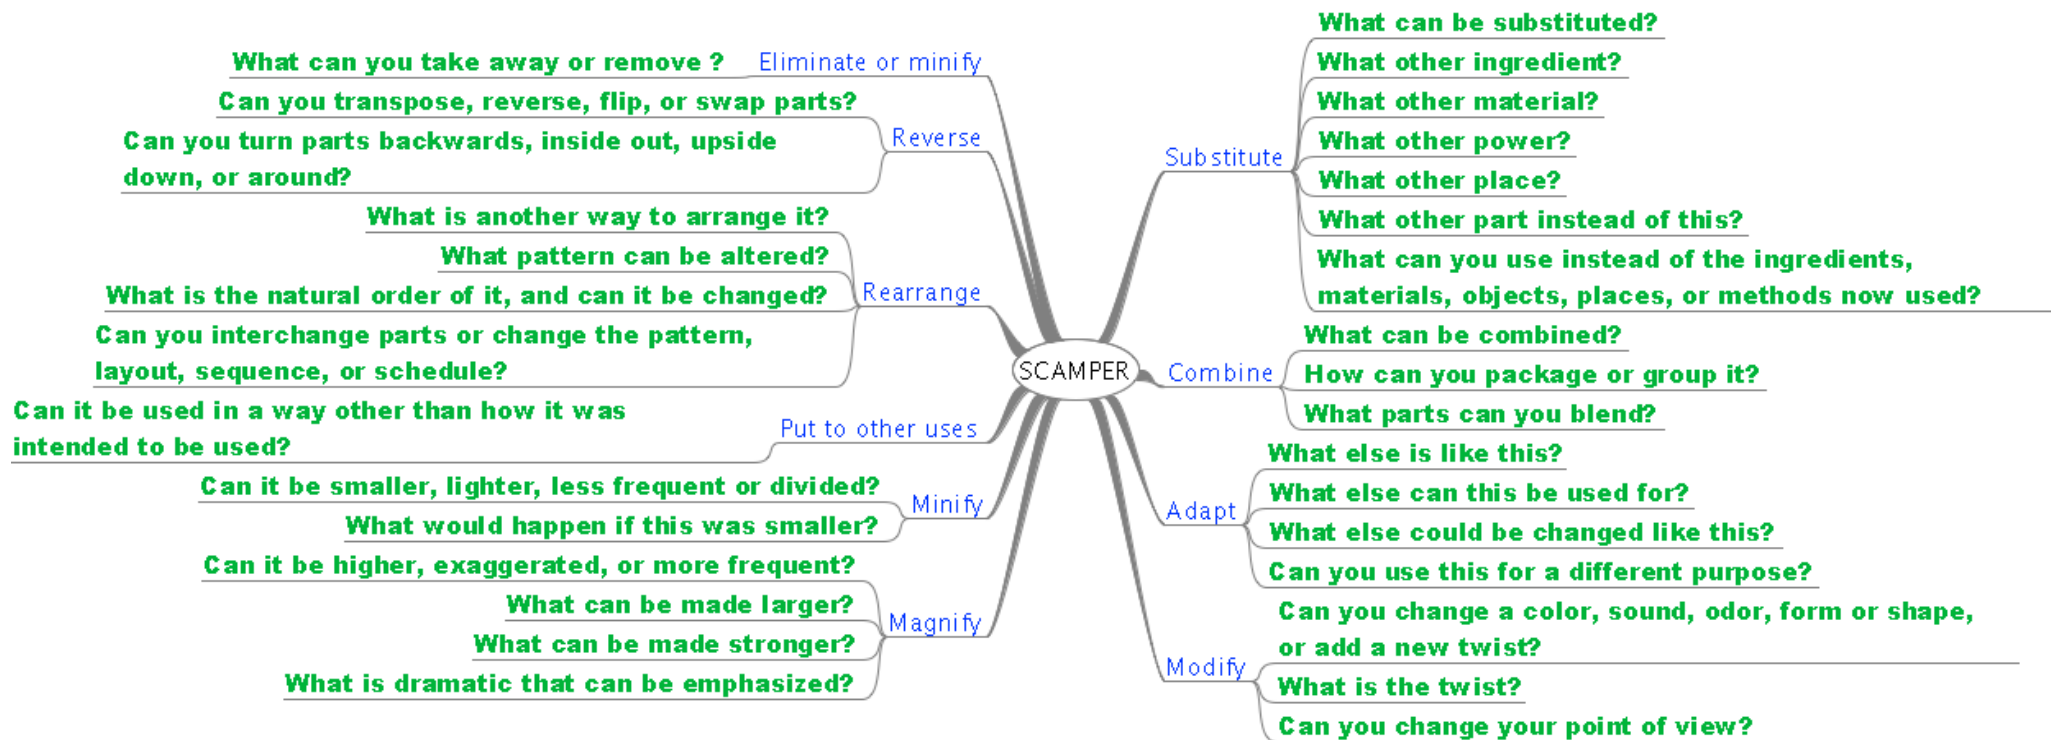 SCAMPER
Substitute
What can be substituted?
What other ingredient?
What other material?
What other power?
What other place?
What other part instead of this?
What can you use instead of the ingredients,
materials, objects, places, or methods now used?
Combine
What can be combined?
How can you package or group it?
What parts can you blend?
Adapt
What else is like this?
What else can this be used for?
What else could be changed like this?
Can you use this for a different purpose?
Modify
Can you change a color, sound, odor, form or shape,
or add a new twist?
What is the twist?
Can you change your point of view?
Eliminate or minify
What can you take away or remove ?
Reverse
Can you transpose, reverse, flip, or swap parts?
Can you turn parts backwards, inside out, upside
down, or around?
Rearrange
What is another way to arrange it?
What pattern can be altered?
What is the natural order of it, and can it be changed?
Can you interchange parts or change the pattern,
layout, sequence, or schedule?
Put to other uses
Can it be used in a way other than how it was
intended to be used?
Minify
Can it be smaller, lighter, less frequent or divided?
What would happen if this was smaller?
Magnify
Can it be higher, exaggerated, or more frequent?
What can be made larger?
What can be made stronger?
What is dramatic that can be emphasized?